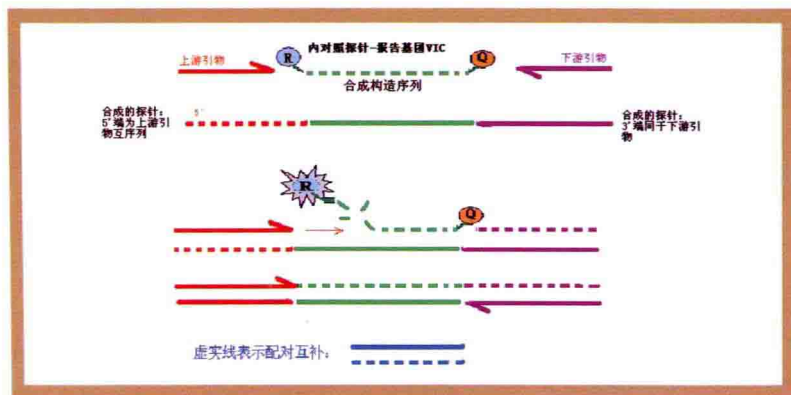 内对照探针-报告基团VIC
上游引物
R
Q
下游引物
合成构造序列
合成的探针:
5'端为上游引
物互序列
5'
合成的探针:
3'端同于下游引
物
R
Q
虚实线表示配对互补: